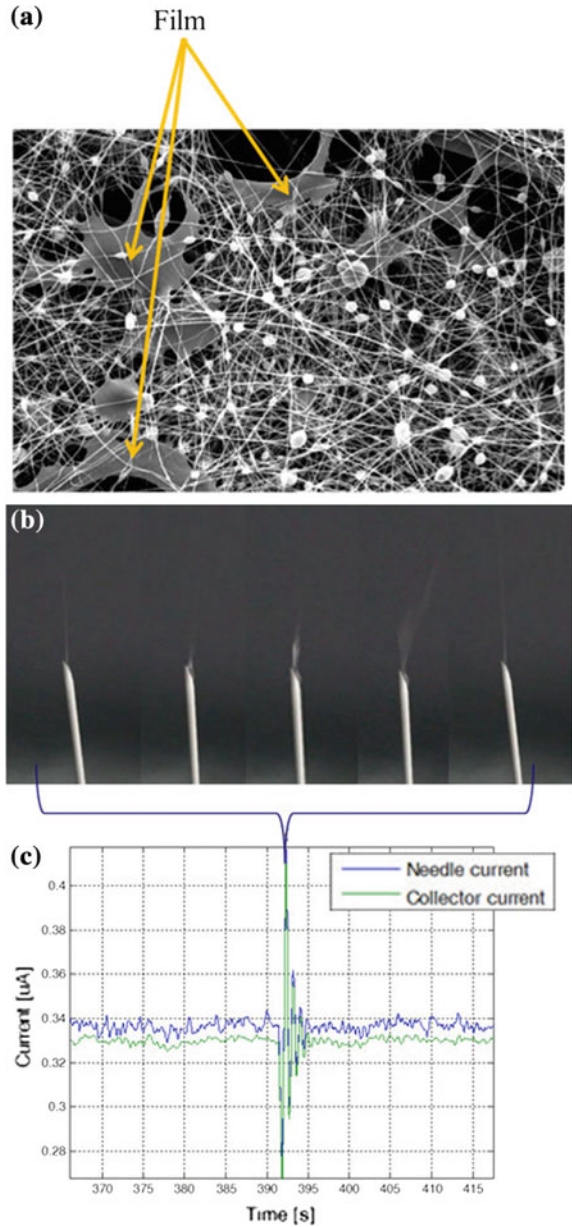 (a)
Film
(b)
(c)
Needle current
Collector current
0.4
0.38
0.36
0.34
0.32
0.3
0.28
Current [uA]
370 375 380 385 390 395 400 405 410 415
Time [s]